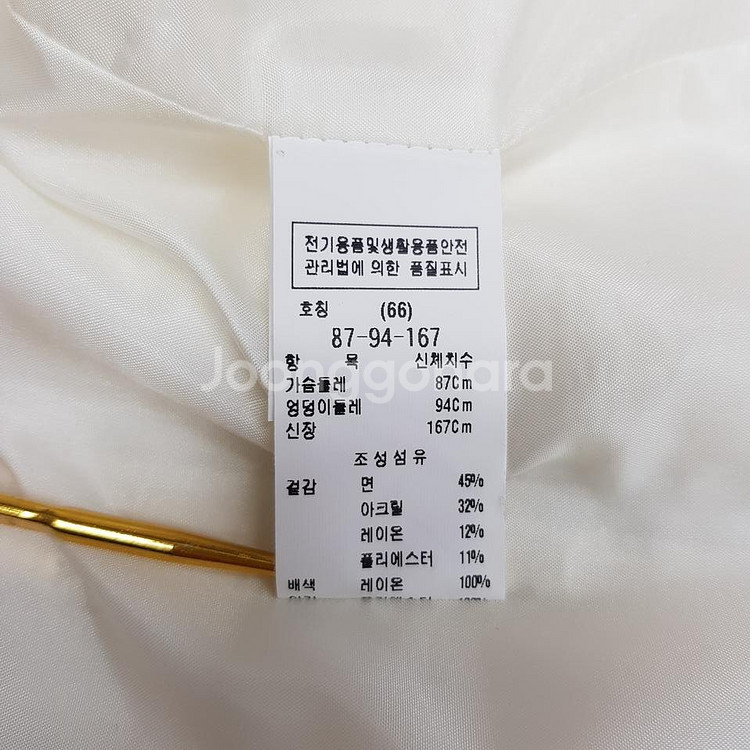 전기용품및생활용품안전
관리법에 의한 품질표시
호칭 (66)
87-94-167
항 목 신체치수
Joonggonara
가슴둘레 87Cm
엉덩이둘레 94Cm
신장 167Cm
조성섬유
겉감 면 45%
아크릴 32%
레이온 12%
폴리에스터 11%
배색 레이온 100%